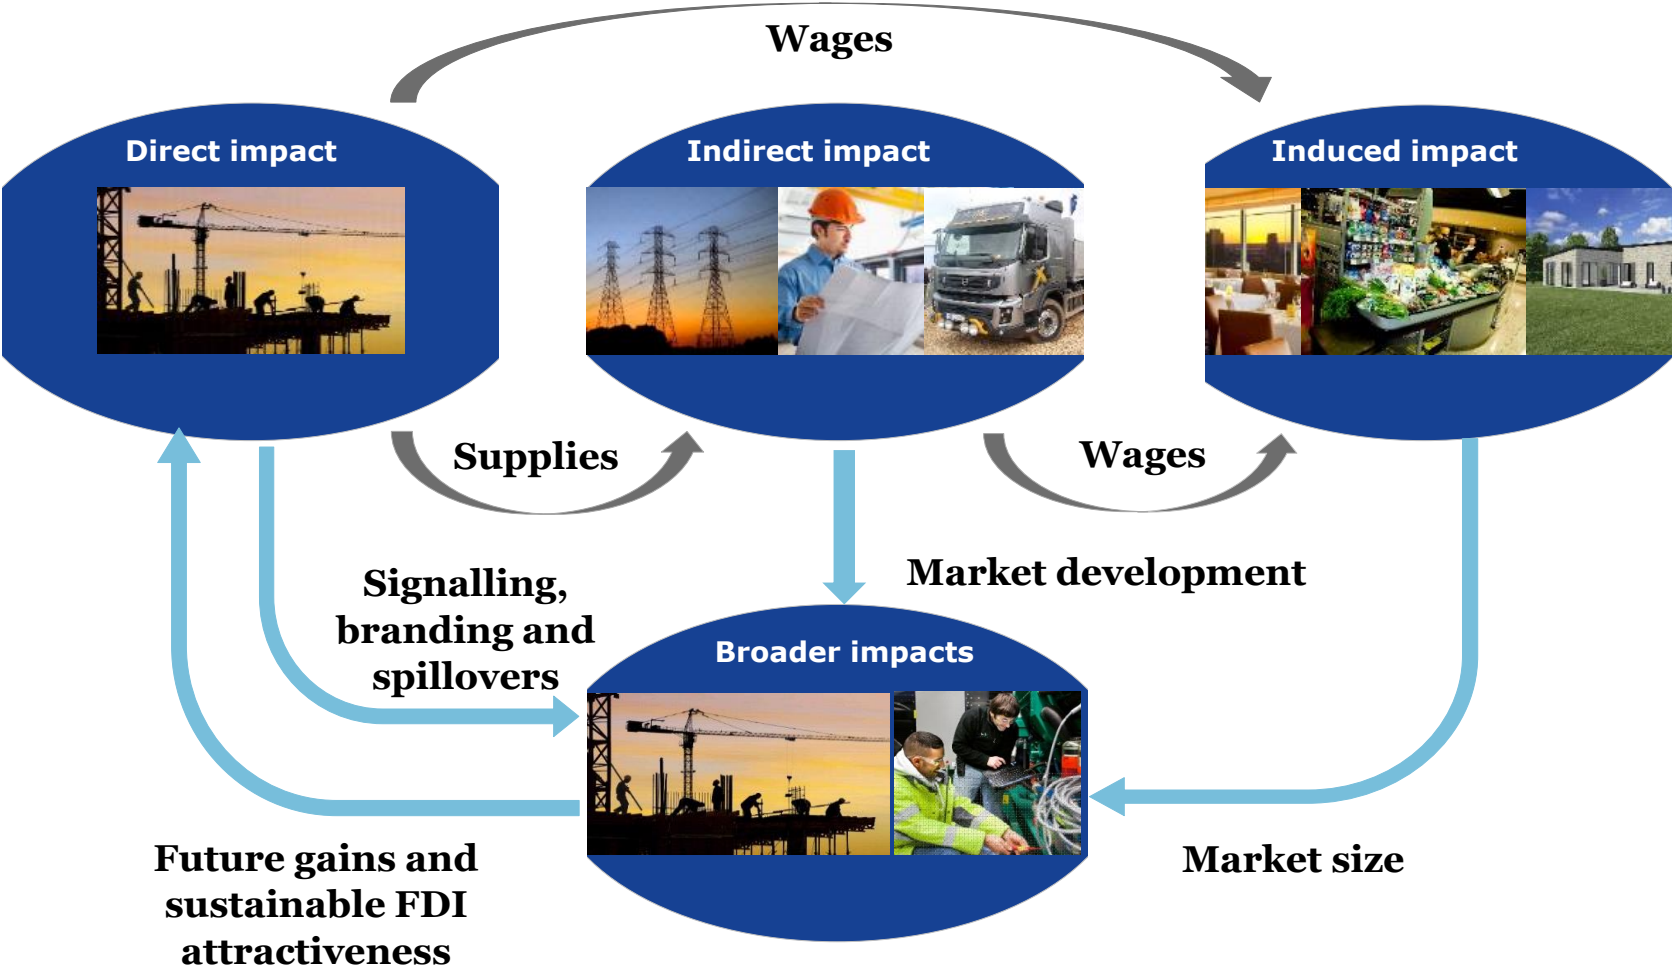 Wages
Direct impact
Indirect impact
Induced impact
Supplies
Wages
Signalling,
branding and
spillovers
Market development
Broader impacts
Future gains and
sustainable FDI
attractiveness
Market size